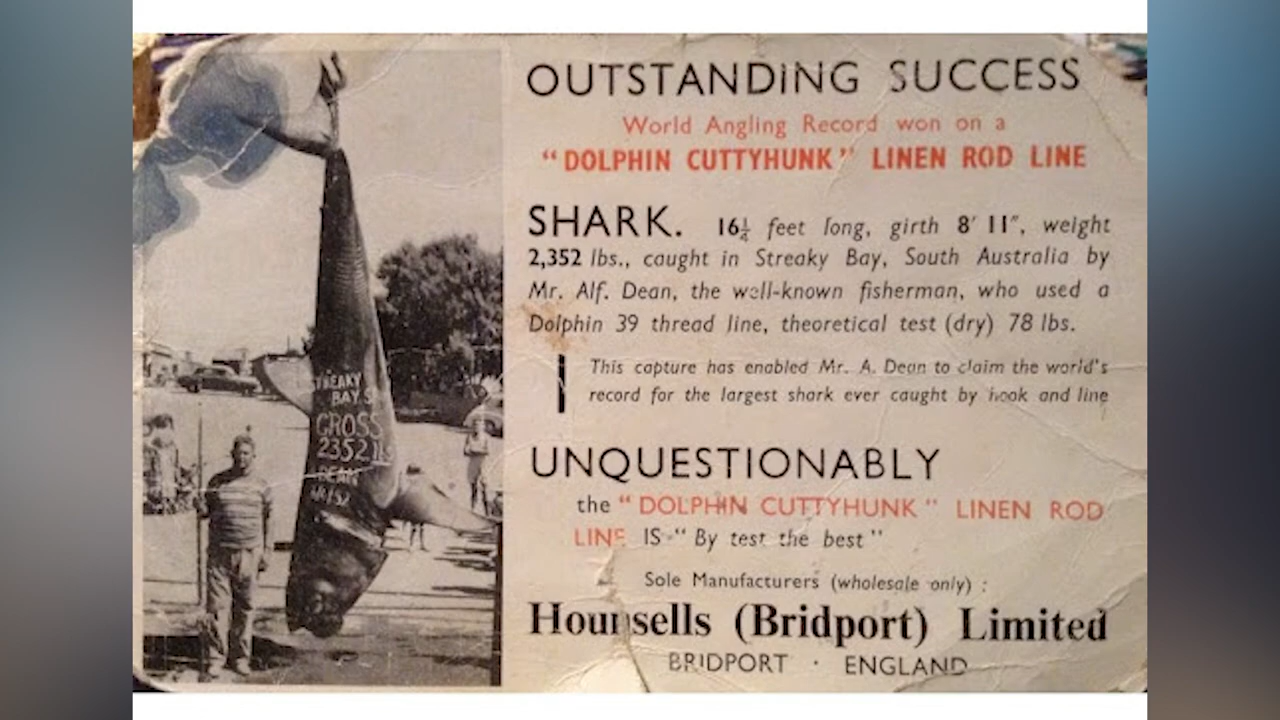 STREAKY
BAY S
GROSS
2352 lb
DEAN
OUTSTANDING SUCCESS
World Angling Record won on a
"DOLPHIN CUTTYHUNK" LINEN ROD LINE
SHARK. 16¼ feet long, girth 8' 11", weight
2,352 lbs., caught in Streaky Bay, South Australia by
Mr. Alf. Dean, the well-known fisherman, who used a
Dolphin 39 thread line, theoretical test (dry) 78 lbs.
This capture has enabled Mr. A. Dean to claim the world's
record for the largest shark ever caught by hook and line
UNQUESTIONABLY
the "DOLPHIN CUTTYHUNK" LINEN ROD
LINE IS "By test the best"
Sole Manufacturers (wholesale only) :
Hounsells (Bridport) Limited
BRIDPORT · ENGLAND